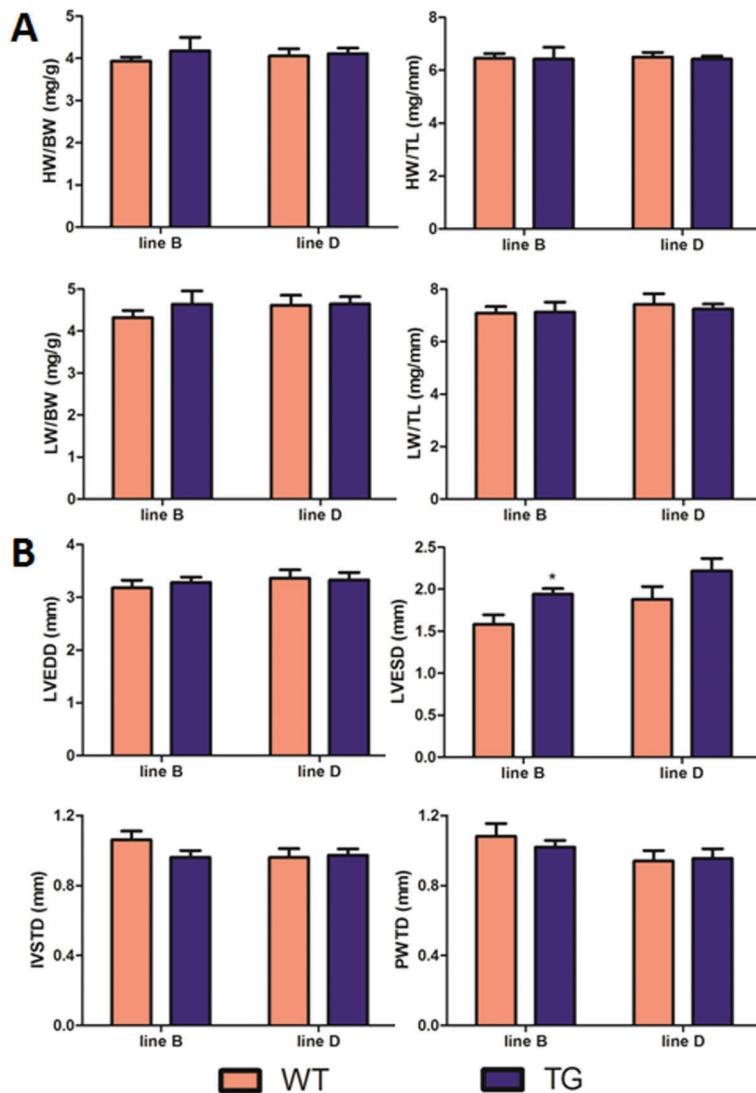 A
HW/BW (mg/g)
5
4
3
2
1
0
line B
line D
HW/TL (mg/mm)
8
6
4
2
0
line B
line D
LW/BW (mg/g)
5
4
3
2
1
0
line B
line D
LW/TL (mg/mm)
8
6
4
2
0
line B
line D
B
LVEDD (mm)
4
3
2
1
0
line B
line D
LVESD (mm)
2.5
2.0
1.5
1.0
0.5
0.0
*
line B
line D
IVSTD (mm)
1.2
0.8
0.4
0.0
line B
line D
PWTD (mm)
1.2
0.8
0.4
0.0
line B
line D
WT
TG